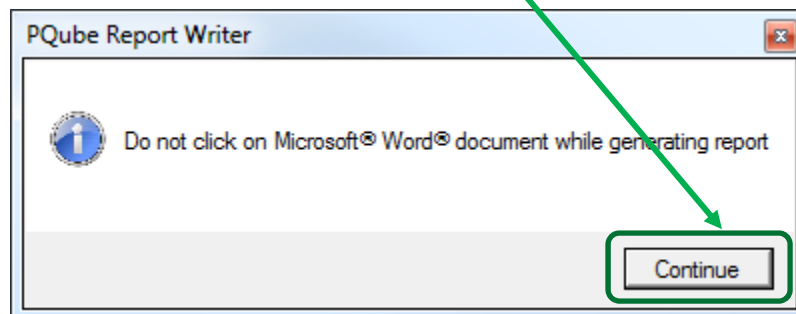 PQube Report Writer
Do not click on Microsoft® Word® document while generating report
Continue